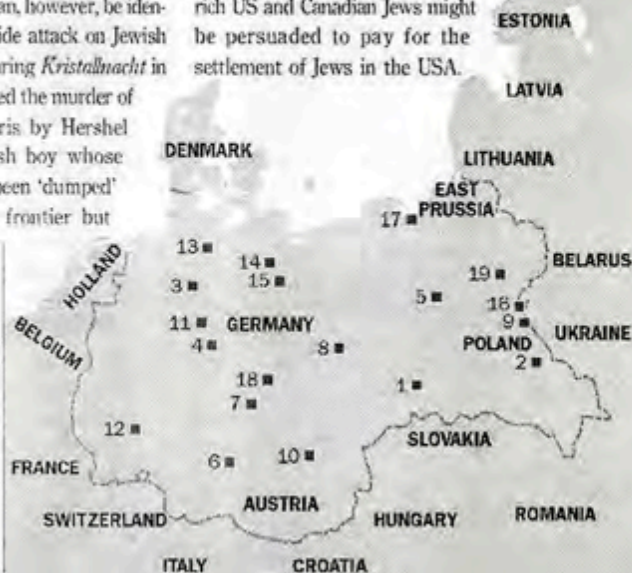 an, however, be iden-
ide attack on Jewish
ring Kristallnacht in
ed the murder of
ris by Hershel
sh boy whose
een 'dumped'
frontier but
rich US and Canadian Jews might
be persuaded to pay for the
settlement of Jews in the USA.
ESTONIA
LATVIA
LITHUANIA
DENMARK
EAST
PRUSSIA
17
13
14
15
3
HOLLAND
19
BELARUS
5
16
9
11
GERMANY
BELGIUM
4
8
POLAND
UKRAINE
2
18
7
1
12
SLOVAKIA
6
10
FRANCE
AUSTRIA
SWITZERLAND
HUNGARY
ROMANIA
ITALY
CROATIA